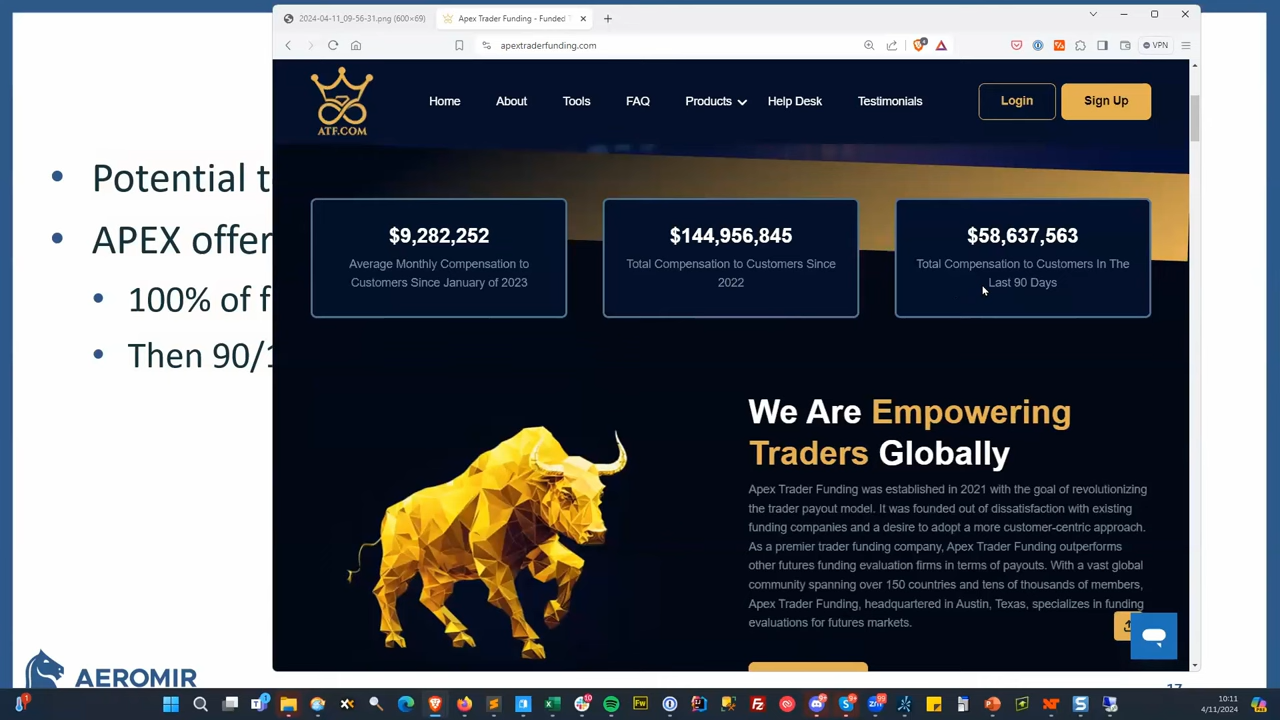 2024-04-11_09-56-31.png (600×69)
Apex Trader Funding - Funded
apextraderfunding.com
VPN
ATF.COM
Home
About
Tools
FAQ
Products
Help Desk
Testimonials
Login
Sign Up
• Potential t
• APEX offer
• 100% of f
• Then 90/1
$9,282,252
Average Monthly Compensation to
Customers Since January of 2023
$144,956,845
Total Compensation to Customers Since
2022
$58,637,563
Total Compensation to Customers In The
Last 90 Days
We Are Empowering
Traders Globally
Apex Trader Funding was established in 2021 with the goal of revolutionizing
the trader payout model. It was founded out of dissatisfaction with existing
funding companies and a desire to adopt a more customer-centric approach.
As a premier trader funding company, Apex Trader Funding outperforms
other futures funding evaluation firms in terms of payouts. With a vast global
community spanning over 150 countries and tens of thousands of members,
Apex Trader Funding, headquartered in Austin, Texas, specializes in funding
evaluations for futures markets.
AEROMIR
17
10:11
4/11/2024